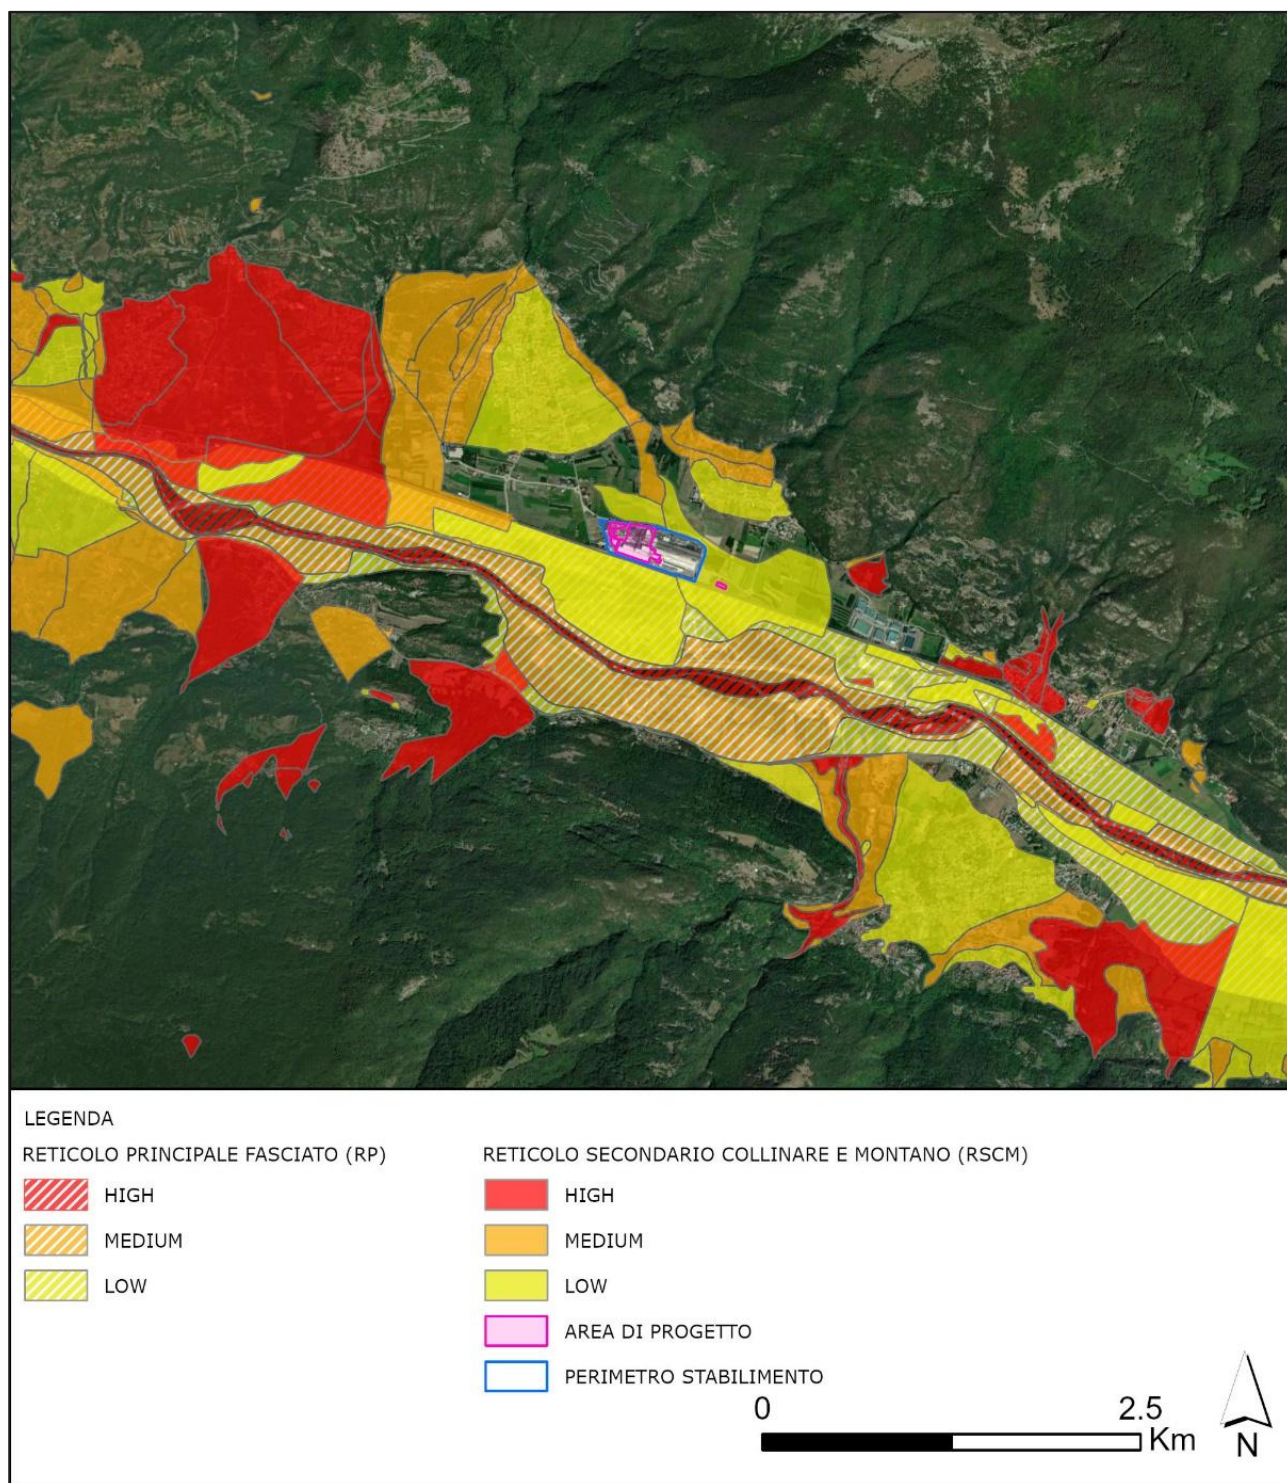 LEGENDA
RETICOLO PRINCIPALE FASCIATO (RP)
HIGH
MEDIUM
LOW
RETICOLO SECONDARIO COLLINARE E MONTANO (RSCM)
HIGH
MEDIUM
LOW
AREA DI PROGETTO
PERIMETRO STABILIMENTO
0 2.5
Km
N